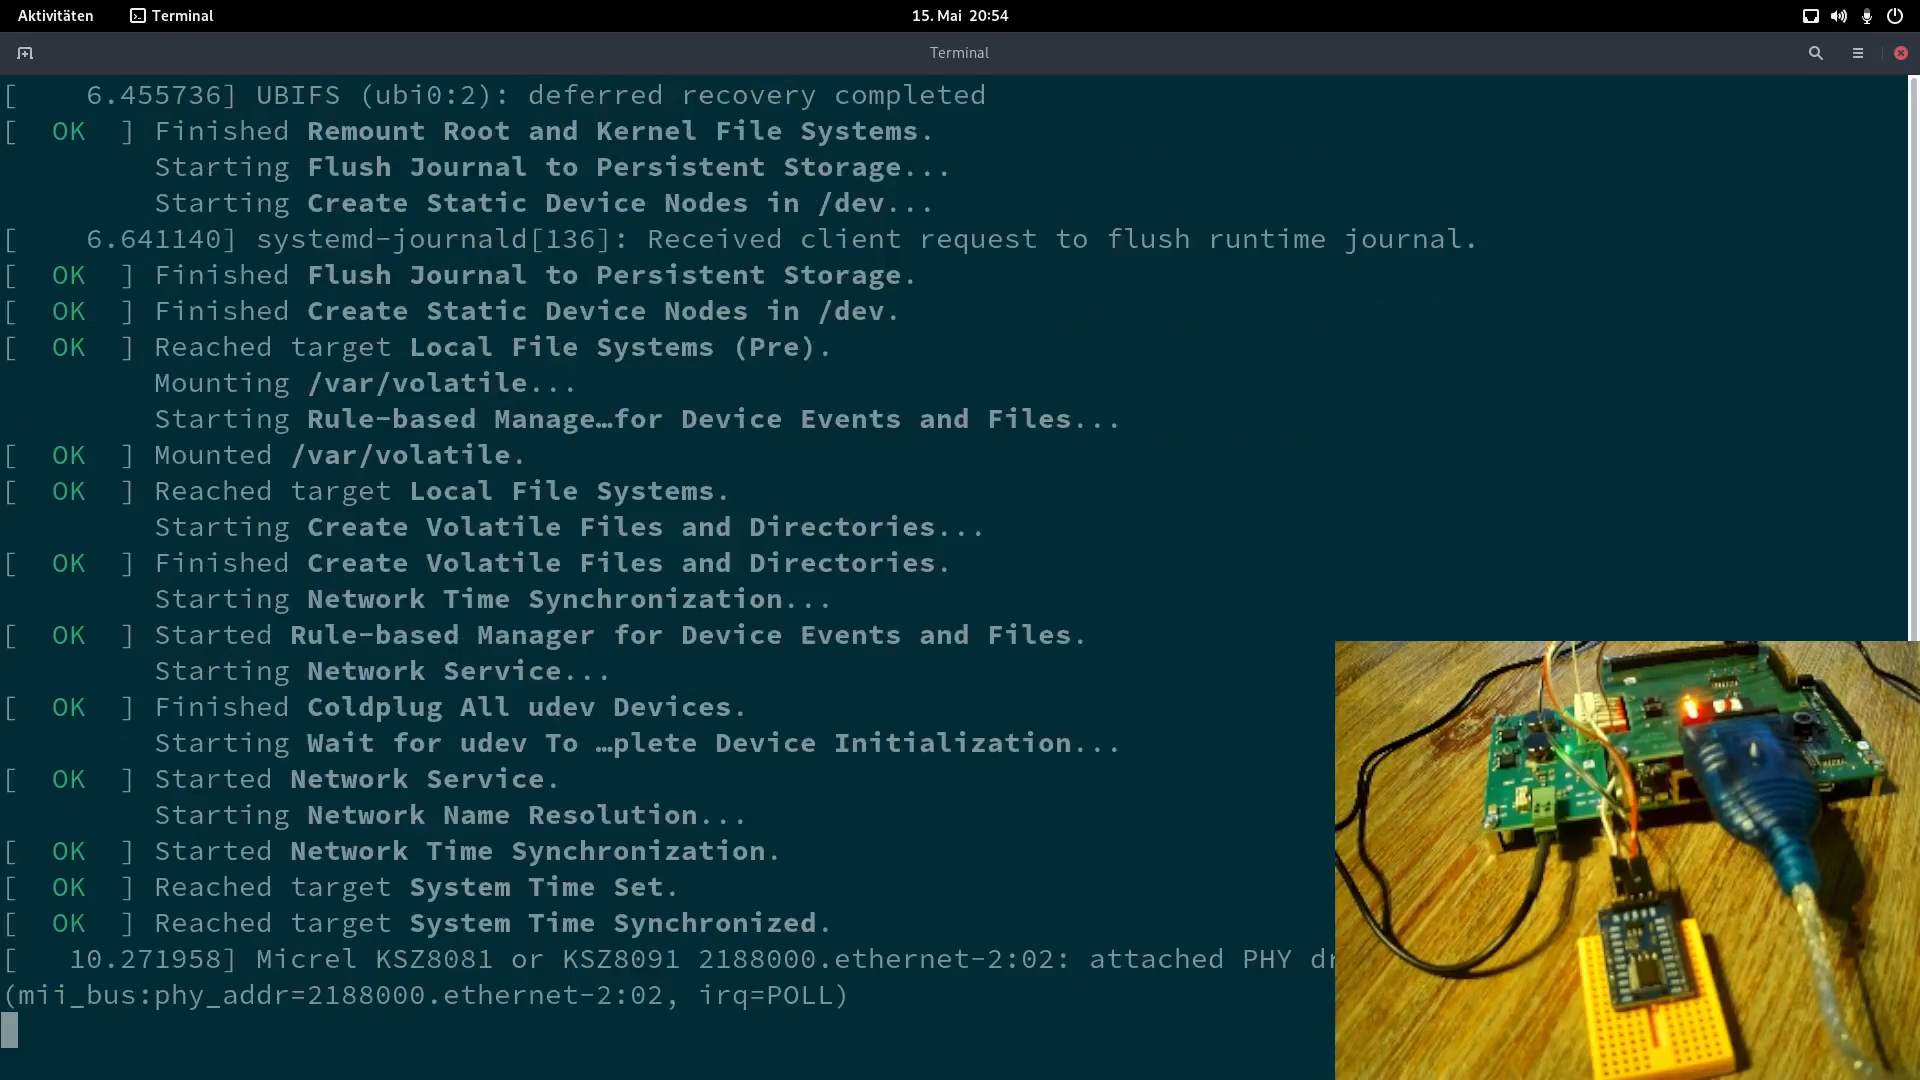 Aktivitäten
Terminal
15. Mai 20:54
Terminal
[    6.455736] UBIFS (ubi0:2): deferred recovery completed
[  OK  ] Finished Remount Root and Kernel File Systems.
Starting Flush Journal to Persistent Storage...
Starting Create Static Device Nodes in /dev...
[    6.641140] systemd-journald[136]: Received client request to flush runtime journal.
[  OK  ] Finished Flush Journal to Persistent Storage.
[  OK  ] Finished Create Static Device Nodes in /dev.
[  OK  ] Reached target Local File Systems (Pre).
Mounting /var/volatile...
Starting Rule-based Manage…for Device Events and Files...
[  OK  ] Mounted /var/volatile.
[  OK  ] Reached target Local File Systems.
Starting Create Volatile Files and Directories...
[  OK  ] Finished Create Volatile Files and Directories.
Starting Network Time Synchronization...
[  OK  ] Started Rule-based Manager for Device Events and Files.
Starting Network Service...
[  OK  ] Finished Coldplug All udev Devices.
Starting Wait for udev To …plete Device Initialization...
[  OK  ] Started Network Service.
Starting Network Name Resolution...
[  OK  ] Started Network Time Synchronization.
[  OK  ] Reached target System Time Set.
[  OK  ] Reached target System Time Synchronized.
[   10.271958] Micrel KSZ8081 or KSZ8091 2188000.ethernet-2:02: attached PHY dr
(mii_bus:phy_addr=2188000.ethernet-2:02, irq=POLL)